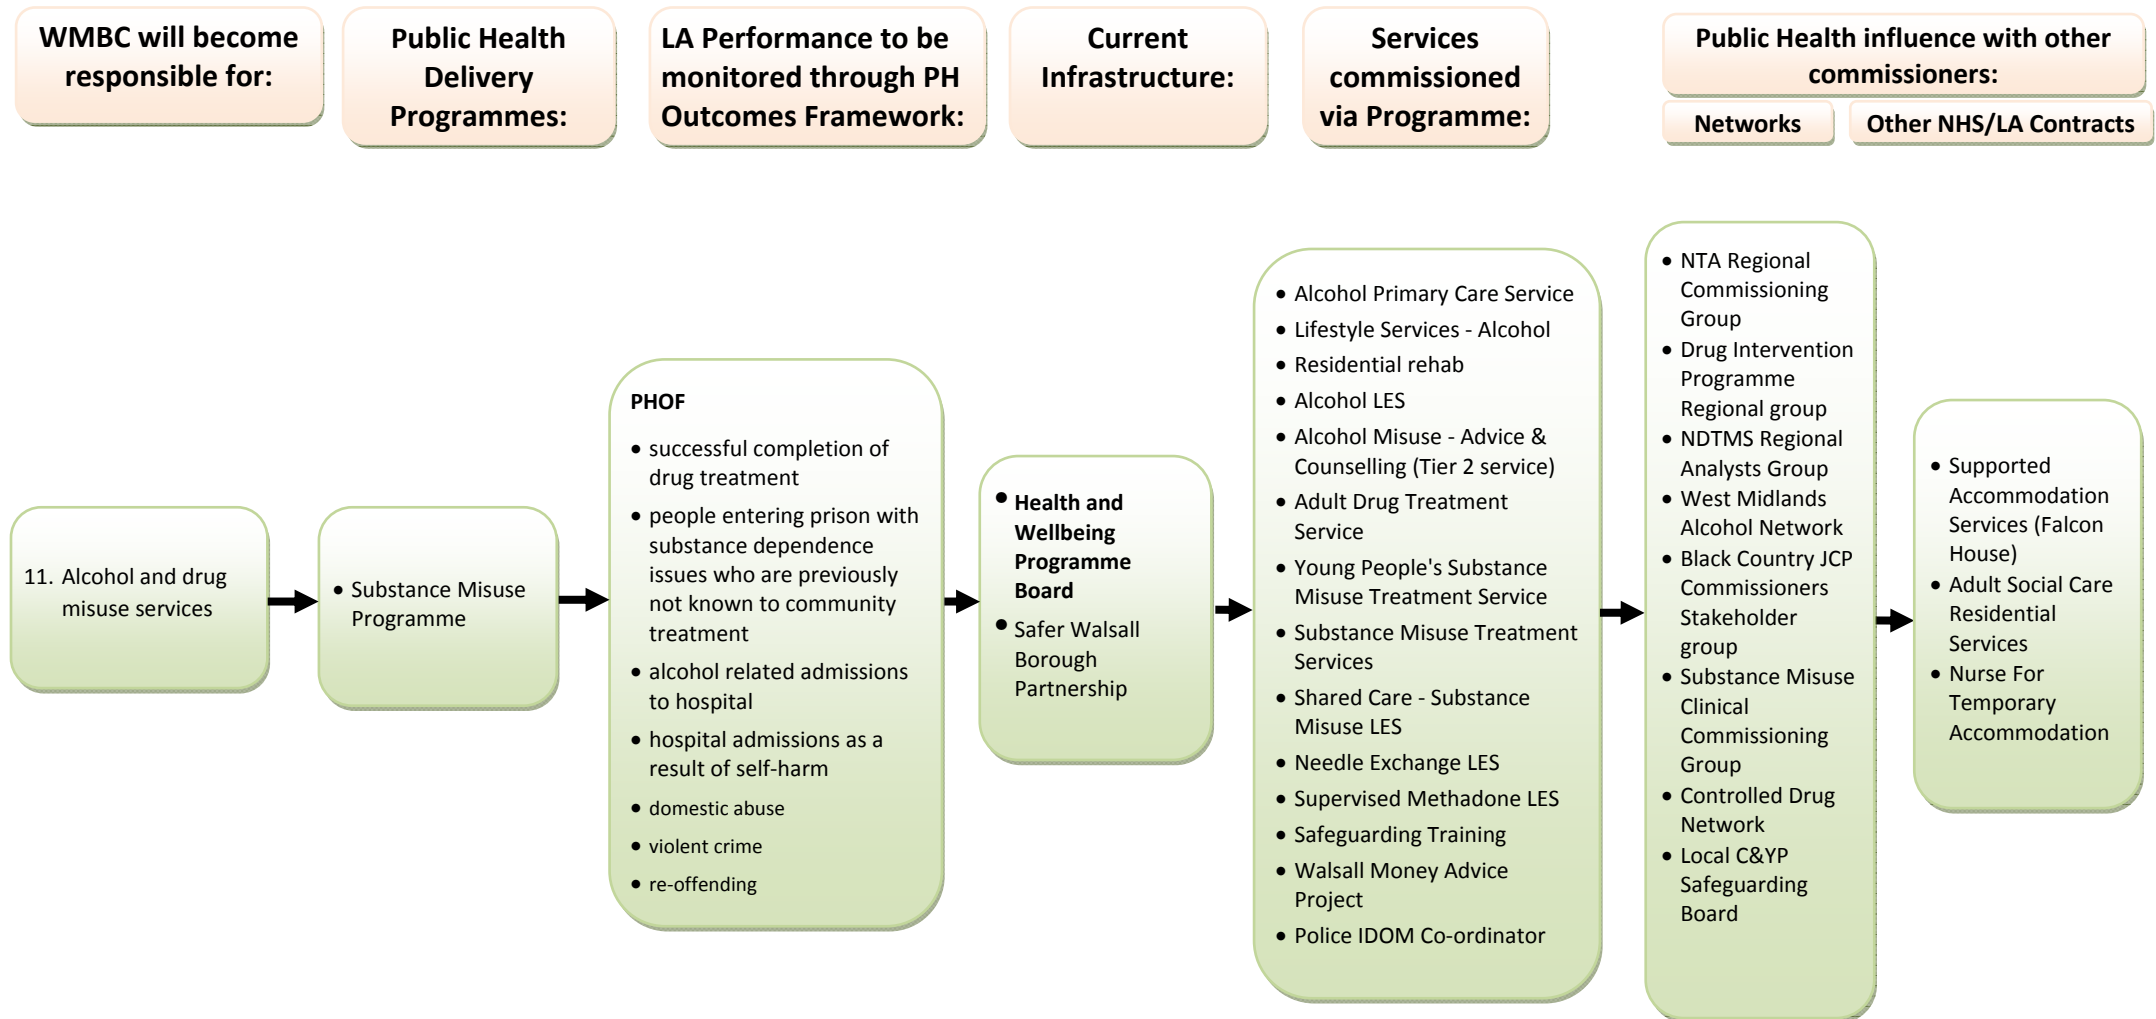 WMBC will become
responsible for:
Public Health
Delivery
Programmes:
LA Performance to be
monitored through PH
Outcomes Framework:
Current
Infrastructure:
Services
commissioned
via Programme:
Public Health influence with other
commissioners:
Networks
Other NHS/LA Contracts
11. Alcohol and drug
misuse services
• Substance Misuse
Programme
PHOF
• successful completion of
drug treatment
• people entering prison with
substance dependence
issues who are previously
not known to community
treatment
• alcohol related admissions
to hospital
• hospital admissions as a
result of self-harm
• domestic abuse
• violent crime
• re-offending
• Health and
Wellbeing
Programme
Board
• Safer Walsall
Borough
Partnership
• Alcohol Primary Care Service
• Lifestyle Services - Alcohol
• Residential rehab
• Alcohol LES
• Alcohol Misuse - Advice &
Counselling (Tier 2 service)
• Adult Drug Treatment
Service
• Young People's Substance
Misuse Treatment Service
• Substance Misuse Treatment
Services
• Shared Care - Substance
Misuse LES
• Needle Exchange LES
• Supervised Methadone LES
• Safeguarding Training
• Walsall Money Advice
Project
• Police IDOM Co-ordinator
• NTA Regional
Commissioning
Group
• Drug Intervention
Programme
Regional group
• NDTMS Regional
Analysts Group
• West Midlands
Alcohol Network
• Black Country JCP
Commissioners
Stakeholder
group
• Substance Misuse
Clinical
Commissioning
Group
• Controlled Drug
Network
• Local C&YP
Safeguarding
Board
• Supported
Accommodation
Services (Falcon
House)
• Adult Social Care
Residential
Services
• Nurse For
Temporary
Accommodation